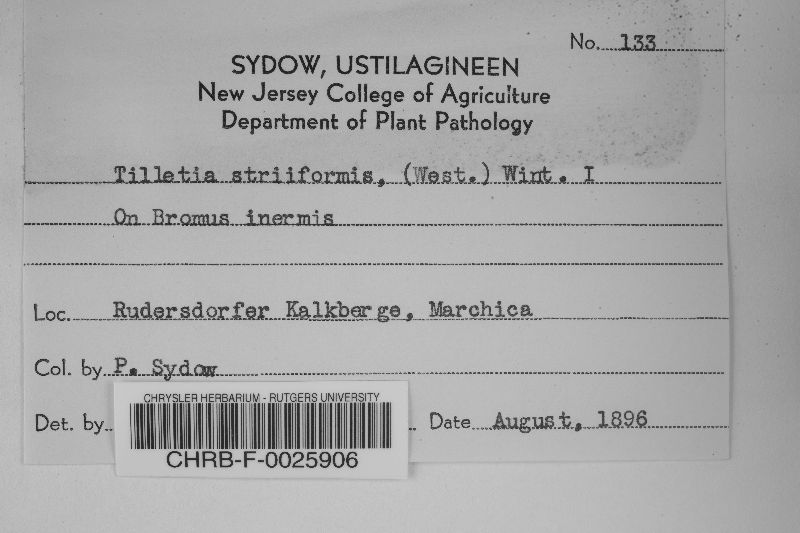 No. 133
SYDOW, USTILAGINEEN
New Jersey College of Agriculture
Department of Plant Pathology
Tilletia striiformis, (West.) Wint. I
On Bromus inermis
Loc. Rudersdorfer Kalkberge, Marchica
Col. by P. Sydow
Det. by Date August, 1896
CHRYSLER HERBARIUM - RUTGERS UNIVERSITY
CHRB-F-0025906